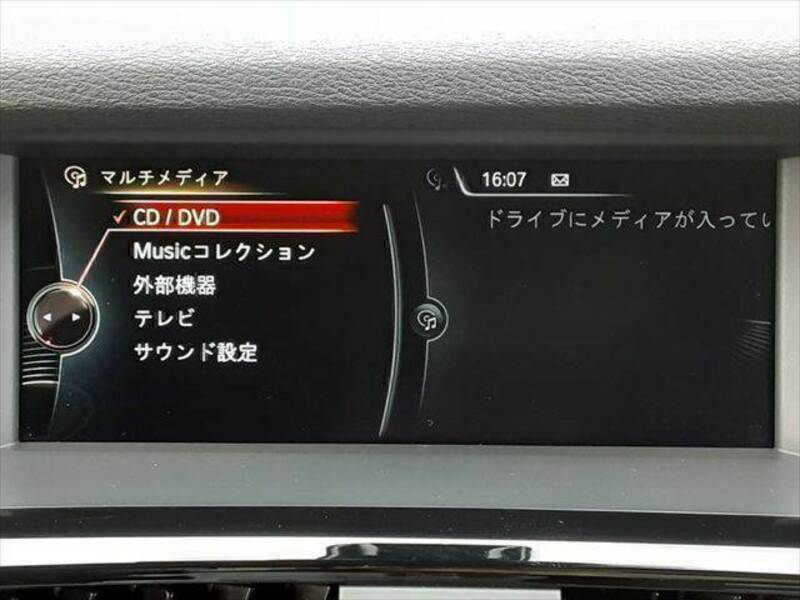 マルチメディア
CD / DVD
Musicコレクション
外部機器
テレビ
サウンド設定
16:07
ドライブにメディアが入ってい